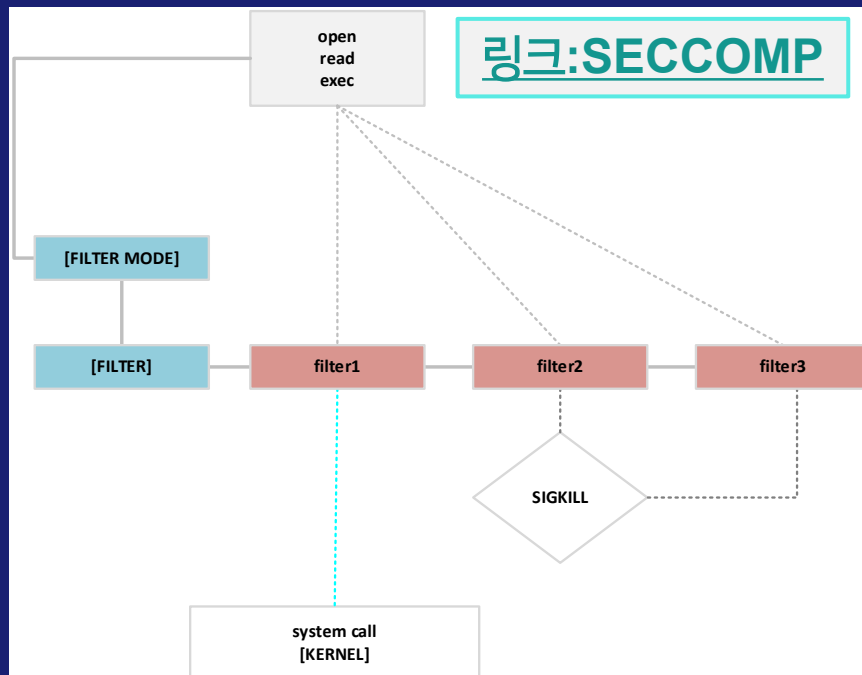 open
read
exec
링크:SECCOMP
[FILTER MODE]
[FILTER]
filter1
filter2
filter3
SIGKILL
system call
[KERNEL]